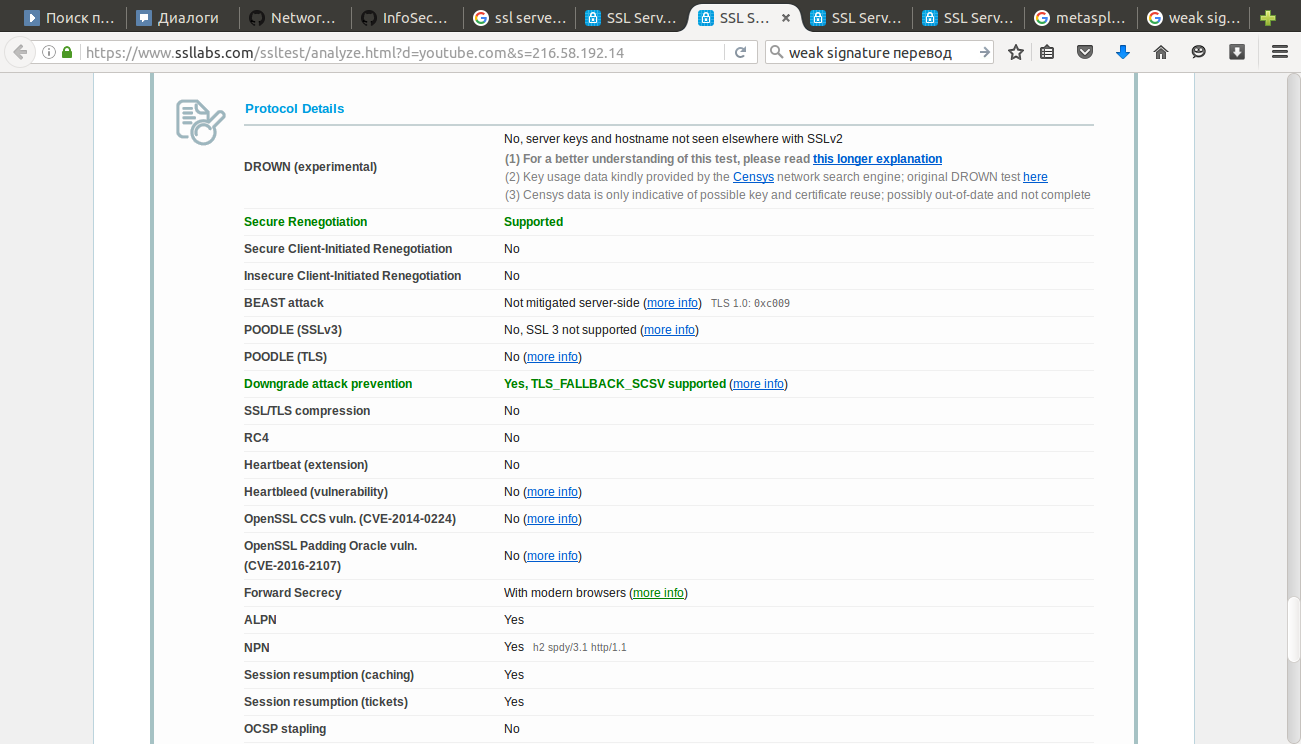 Поиск п...
Диалоги
Networ...
InfoSec...
ssl serve...
SSL Serv...
SSL S...
SSL Serv...
SSL Serv...
metaspl...
weak sig...
https://www.ssllabs.com/ssltest/analyze.html?d=youtube.com&s=216.58.192.14
weak signature перевод
Protocol Details
DROWN (experimental)
No, server keys and hostname not seen elsewhere with SSLv2
(1) For a better understanding of this test, please read this longer explanation
(2) Key usage data kindly provided by the Censys network search engine; original DROWN test here
(3) Censys data is only indicative of possible key and certificate reuse; possibly out-of-date and not complete
Secure Renegotiation Supported
Secure Client-Initiated Renegotiation No
Insecure Client-Initiated Renegotiation No
BEAST attack Not mitigated server-side (more info) TLS 1.0: 0xc009
POODLE (SSLv3) No, SSL 3 not supported (more info)
POODLE (TLS) No (more info)
Downgrade attack prevention Yes, TLS_FALLBACK_SCSV supported (more info)
SSL/TLS compression No
RC4 No
Heartbeat (extension) No
Heartbleed (vulnerability) No (more info)
OpenSSL CCS vuln. (CVE-2014-0224) No (more info)
OpenSSL Padding Oracle vuln.
(CVE-2016-2107)
No (more info)
Forward Secrecy With modern browsers (more info)
ALPN Yes
NPN Yes h2 spdy/3.1 http/1.1
Session resumption (caching) Yes
Session resumption (tickets) Yes
OCSP stapling No